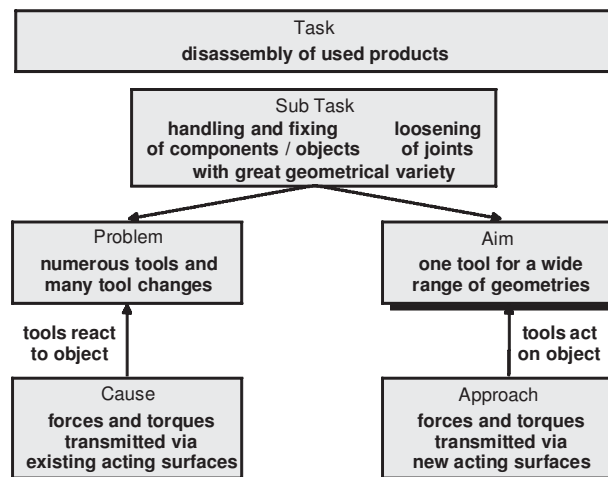 Task
disassembly of used products
Sub Task
handling and fixing loosening
of components / objects of joints
with great geometrical variety
Problem
numerous tools and
many tool changes
Aim
one tool for a wide
range of geometries
tools react
to object
tools act
on object
Cause
forces and torques
transmitted via
existing acting surfaces
Approach
forces and torques
transmitted via
new acting surfaces